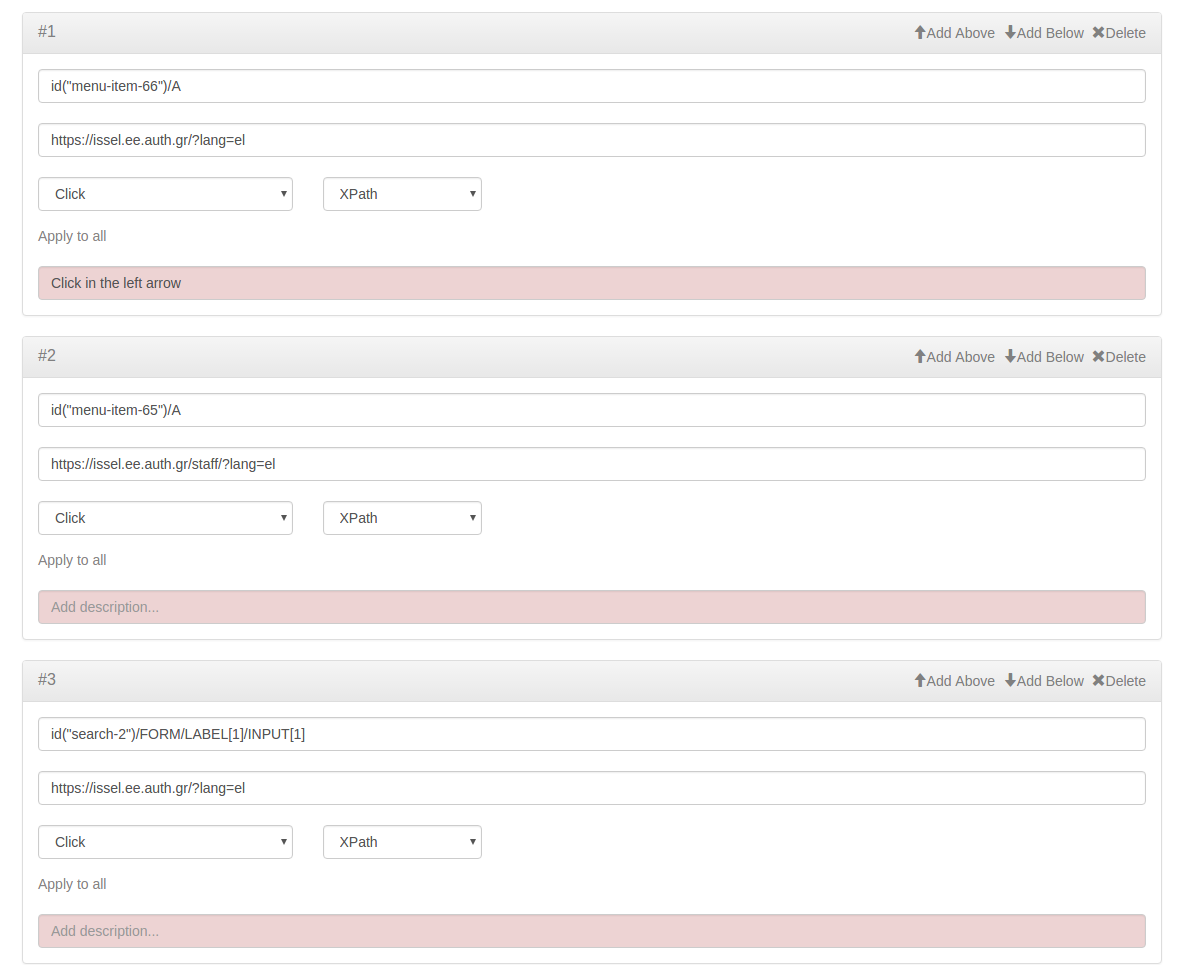 #1 Add Above Add Below Delete
id("menu-item-66")/A
https://issel.ee.auth.gr/?lang=el
Click XPath
Apply to all
Click in the left arrow
#2 Add Above Add Below Delete
id("menu-item-65")/A
https://issel.ee.auth.gr/staff/?lang=el
Click XPath
Apply to all
Add description...
#3 Add Above Add Below Delete
id("search-2")/FORM/LABEL[1]/INPUT[1]
https://issel.ee.auth.gr/?lang=el
Click XPath
Apply to all
Add description...